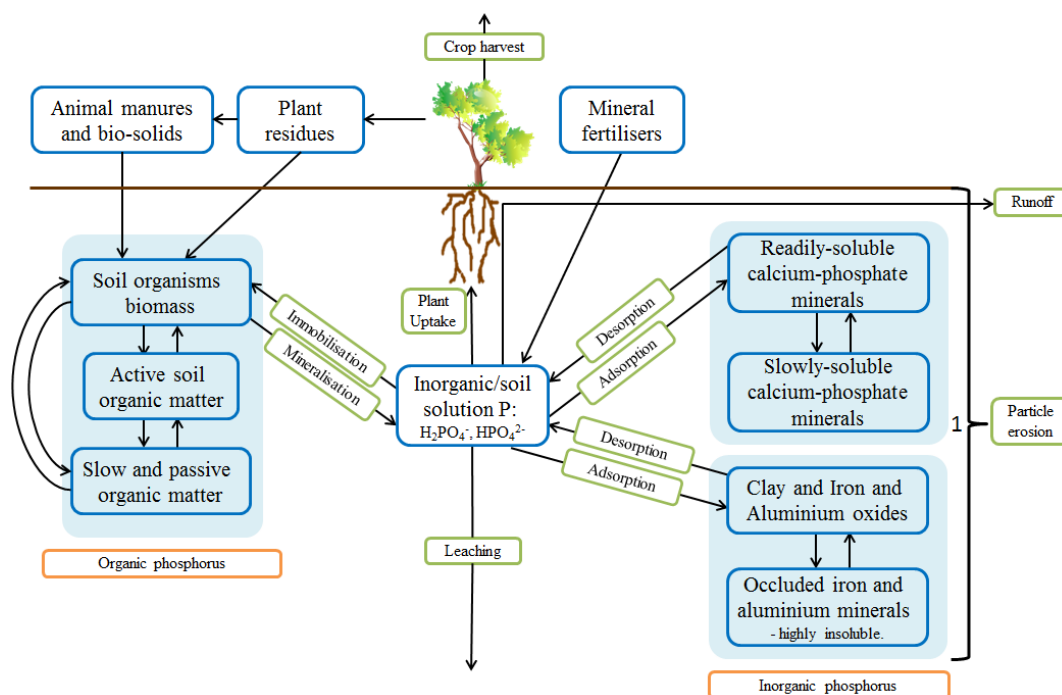 Crop harvest
Animal manures
and bio-solids
Plant
residues
Mineral
fertilisers
Runoff
Soil organisms
biomass
Readily-soluble
calcium-phosphate
minerals
Plant
Uptake
Immobilisation
Mineralisation
Desorption
Adsorption
Active soil
organic matter
Inorganic/soil
solution P:
H₂PO₄⁻, HPO₄²⁻
Slowly-soluble
calcium-phosphate
minerals
1
Particle
erosion
Slow and passive
organic matter
Desorption
Adsorption
Clay and Iron and
Aluminium oxides
Organic phosphorus
Leaching
Occluded iron and
aluminium minerals
- highly insoluble.
Inorganic phosphorus